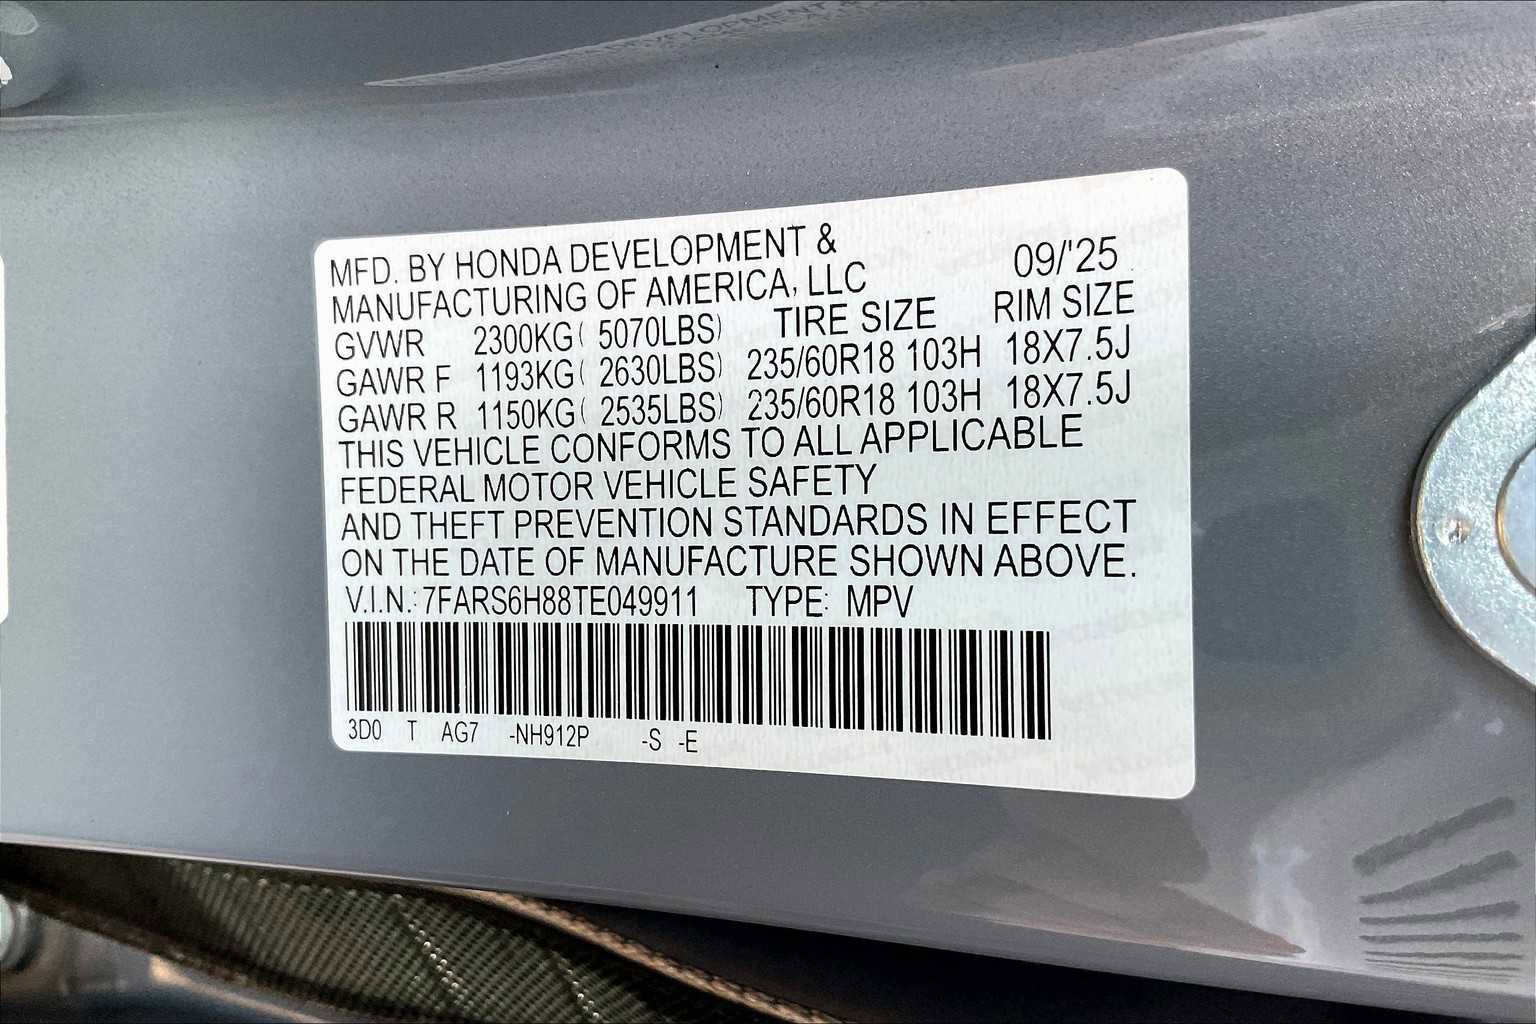 MFD. BY HONDA DEVELOPMENT &
MANUFACTURING OF AMERICA, LLC 09/'25
GVWR 2300KG( 5070LBS) TIRE SIZE RIM SIZE
GAWR F 1193KG( 2630LBS) 235/60R18 103H 18X7.5J
GAWR R 1150KG( 2535LBS) 235/60R18 103H 18X7.5J
THIS VEHICLE CONFORMS TO ALL APPLICABLE
FEDERAL MOTOR VEHICLE SAFETY
AND THEFT PREVENTION STANDARDS IN EFFECT
ON THE DATE OF MANUFACTURE SHOWN ABOVE.
V.I.N.: 7FARS6H88TE049911 TYPE: MPV
3D0 T AG7 -NH912P -S -E